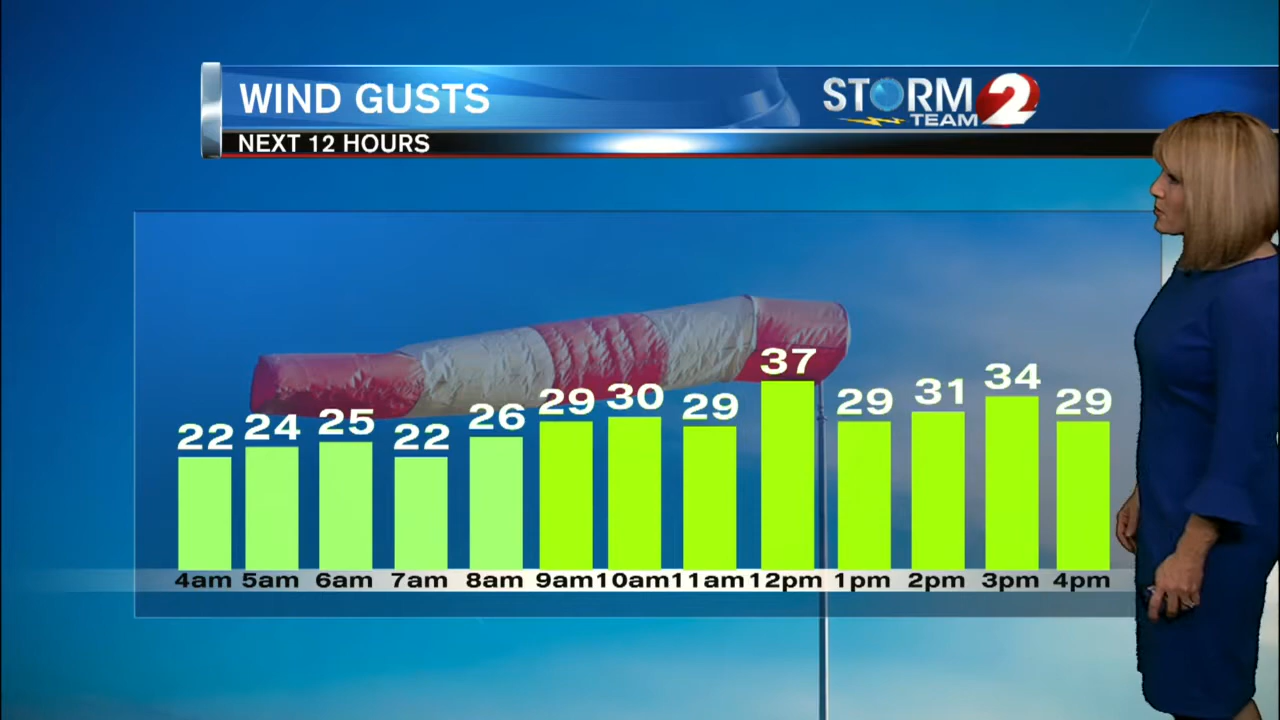 WIND GUSTS
STORM
TEAM 2
NEXT 12 HOURS
22 24 25 22 26 29 30 29 37 29 31 34 29
4am 5am 6am 7am 8am 9am 10am 11am 12pm 1pm 2pm 3pm 4pm